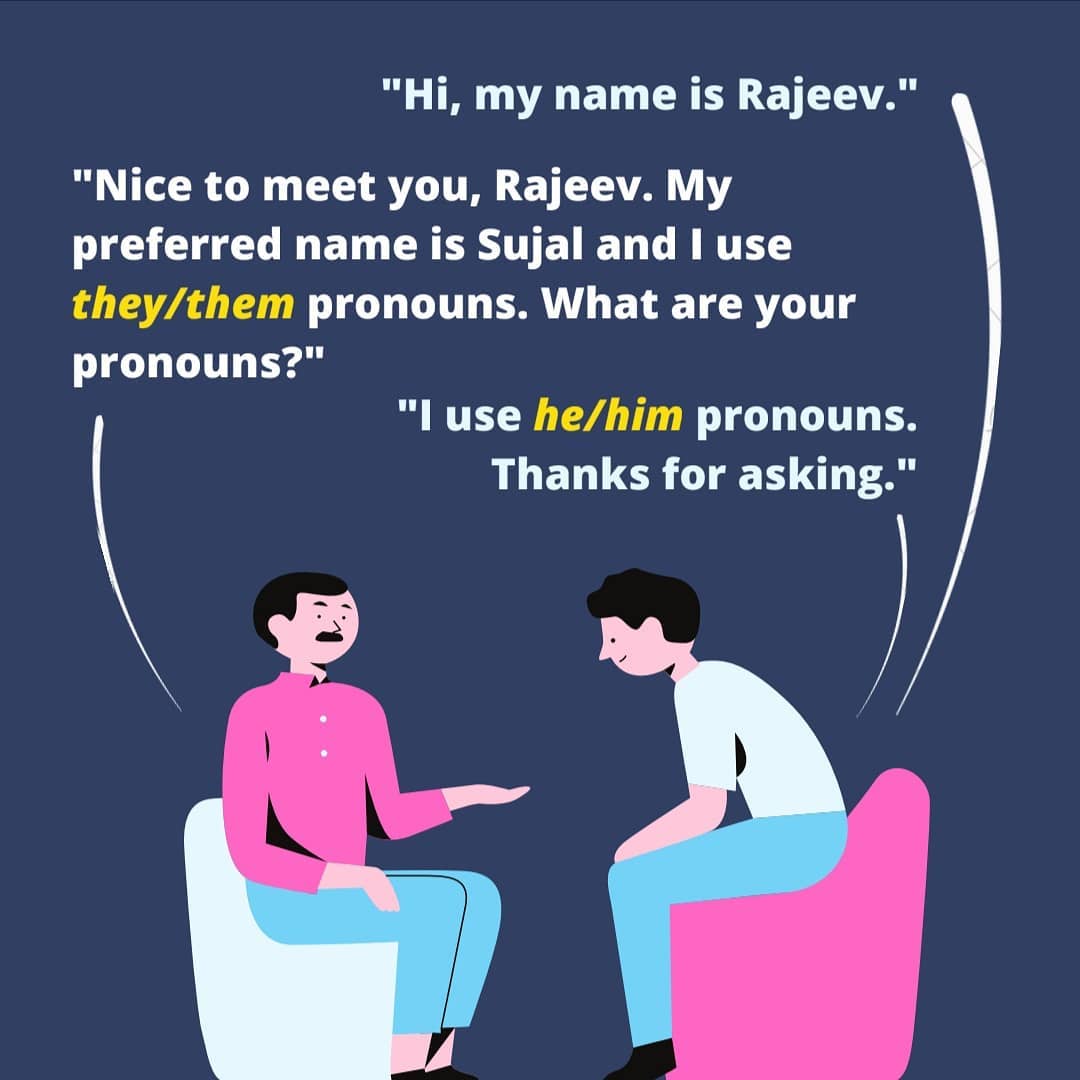 "Hi, my name is Rajeev."
"Nice to meet you, Rajeev. My
preferred name is Sujal and I use
they/them pronouns. What are your
pronouns?"
"I use he/him pronouns.
Thanks for asking."